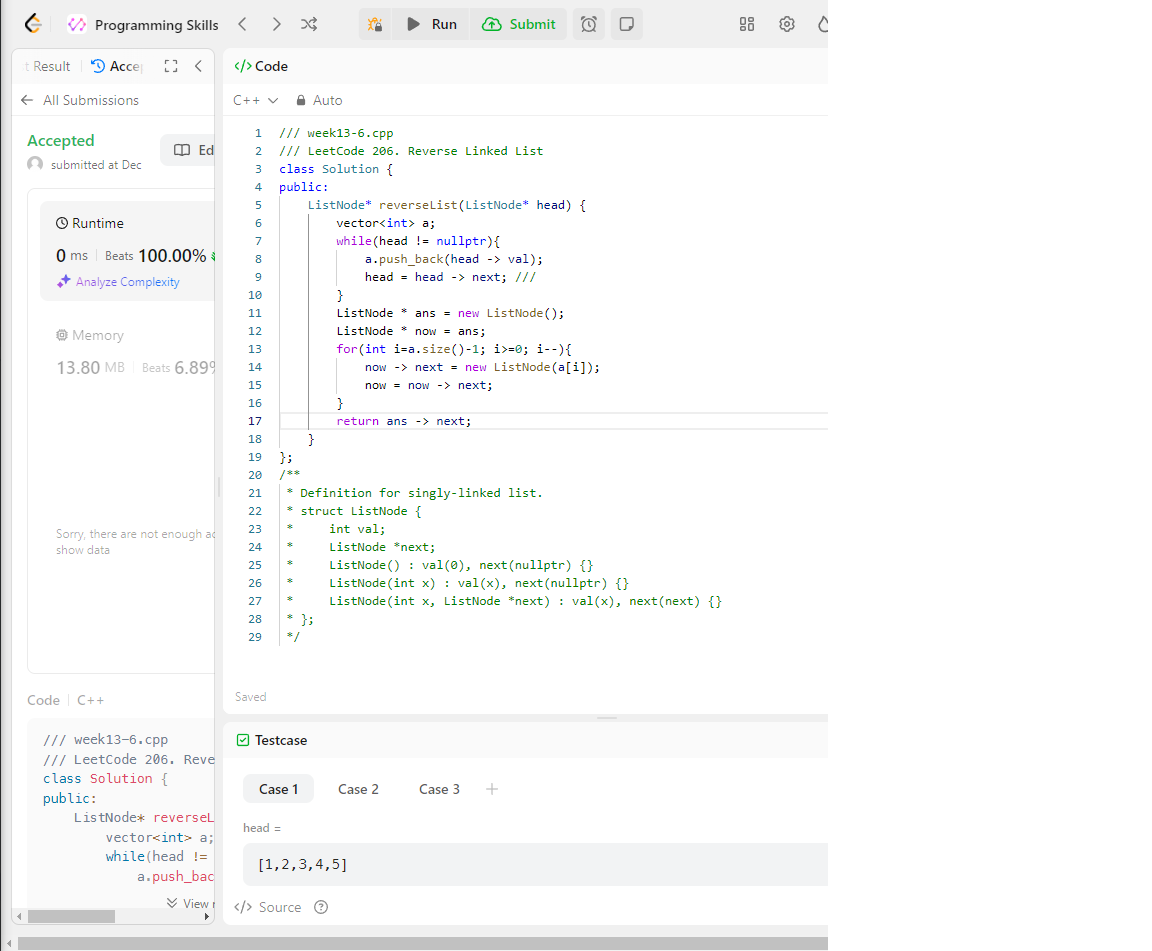 Programming Skills
Run
Submit
t Result
Acce
All Submissions
Accepted
Ed
submitted at Dec
Runtime
0 ms | Beats 100.00%
Analyze Complexity
Memory
13.80 MB | Beats 6.89%
Sorry, there are not enough ac
show data
Code | C++
/// week13-6.cpp
/// LeetCode 206. Reve
class Solution {
public:
ListNode* reverseL
vector<int> a;
while(head !=
a.push_bac
View
</> Code
C++
Auto
1 /// week13-6.cpp
2 /// LeetCode 206. Reverse Linked List
3 class Solution {
4 public:
5 ListNode* reverseList(ListNode* head) {
6 vector<int> a;
7 while(head != nullptr){
8 a.push_back(head -> val);
9 head = head -> next; ///
10 }
11 ListNode * ans = new ListNode();
12 ListNode * now = ans;
13 for(int i=a.size()-1; i>=0; i--){
14 now -> next = new ListNode(a[i]);
15 now = now -> next;
16 }
17 return ans -> next;
18 }
19 };
20 /**
21 * Definition for singly-linked list.
22 * struct ListNode {
23 * int val;
24 * ListNode *next;
25 * ListNode() : val(0), next(nullptr) {}
26 * ListNode(int x) : val(x), next(nullptr) {}
27 * ListNode(int x, ListNode *next) : val(x), next(next) {}
28 * };
29 */
Saved
Testcase
Case 1
Case 2
Case 3
+
head =
[1,2,3,4,5]
</> Source